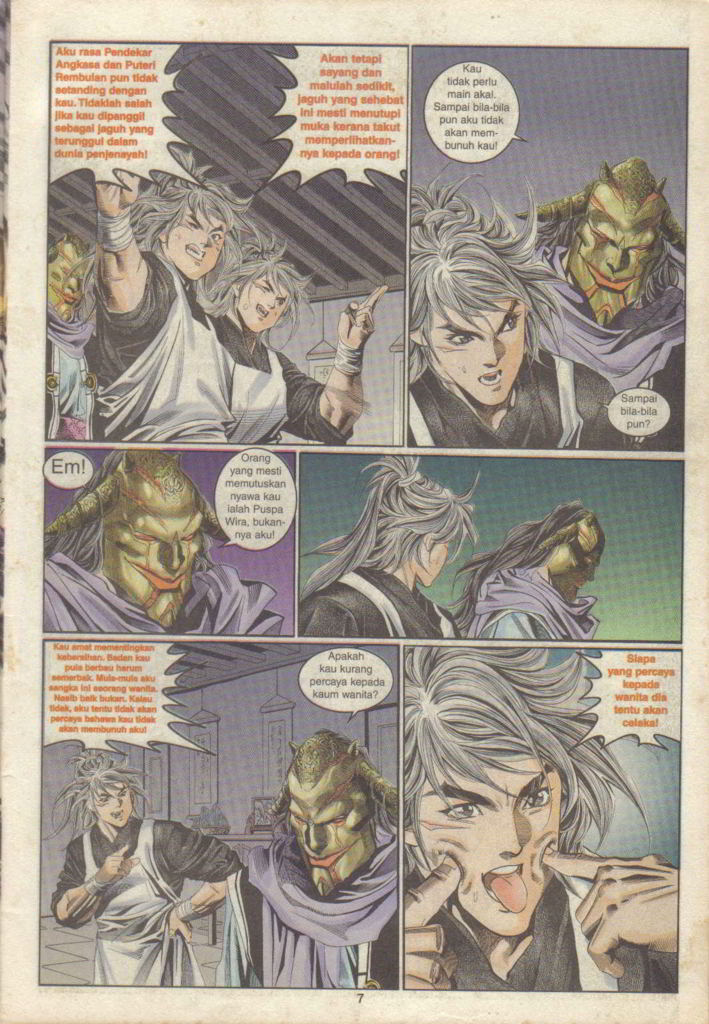 Aku rasa Pendekar
Angkasa dan Puteri
Rembulan pun tidak
setanding dengan
kau. Tidaklah salah
jika kau dipanggil
sebagai jaguh yang
terunggul dalam
dunia penjenayah!
Akan tetapi
sayang dan
malulah sedikit,
jaguh yang sehebat
ini mesti menutupi
muka kerana takut
memperlihatkan-
nya kepada orang!
Kau
tidak perlu
main akal.
Sampai bila-bila
pun aku tidak
akan mem-
bunuh kau!
Sampai
bila-bila
pun?
Em!
Orang
yang mesti
memutuskan
nyawa kau
ialah Puspa
Wira, bukan-
nya aku!
Kau amat mementingkan
kebersihan. Badan kau
pula berbau harum
semerbak. Mula-mula aku
sangka ini seorang wanita.
Nasib baik bukan. Kalau
tidak, aku tentu tidak akan
percaya bahawa kau tidak
akan membunuh aku!
Apakah
kau kurang
percaya kepada
kaum wanita?
Siapa
yang percaya
kepada
wanita dia
tentu akan
celaka!
7